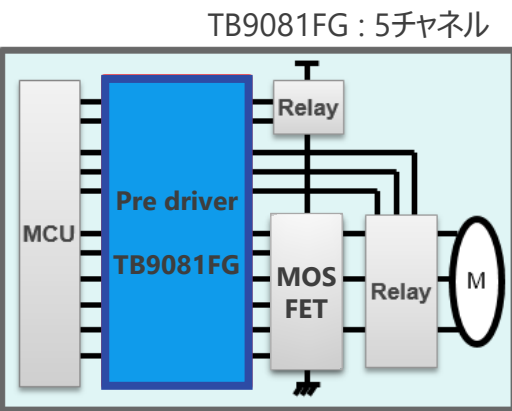 TB9081FG : 5チャネル
Relay
Pre driver
TB9081FG
MCU
MOS
FET
Relay
M